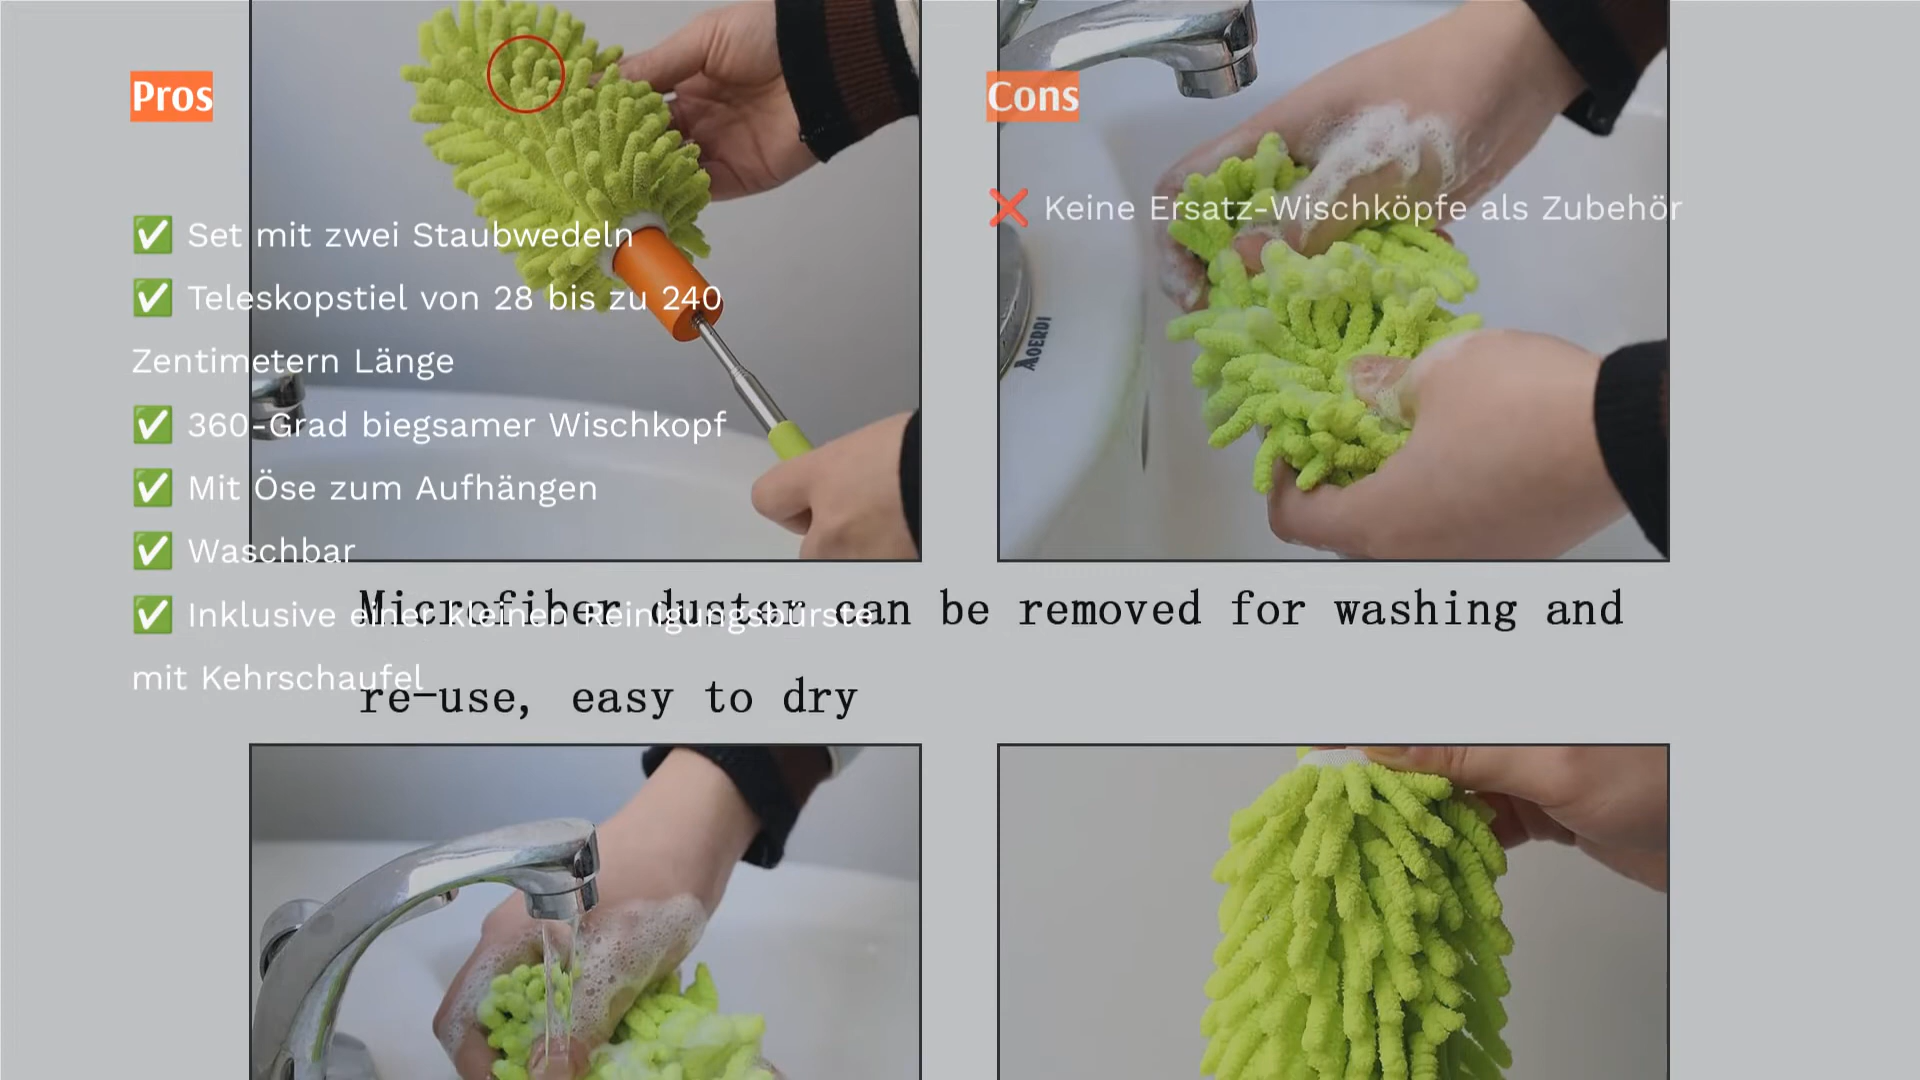 Pros
✅ Set mit zwei Staubwedeln
✅ Teleskopstiel von 28 bis zu 240
Zentimetern Länge
✅ 360-Grad biegsamer Wischkopf
✅ Mit Öse zum Aufhängen
✅ Waschbar
✅ Inklusive einer kleinen Reinigungsbürste
mit Kehrschaufel
Cons
❌ Keine Ersatz-Wischköpfe als Zubehör
AOERDI
Microfiber duster can be removed for washing and
re-use, easy to dry